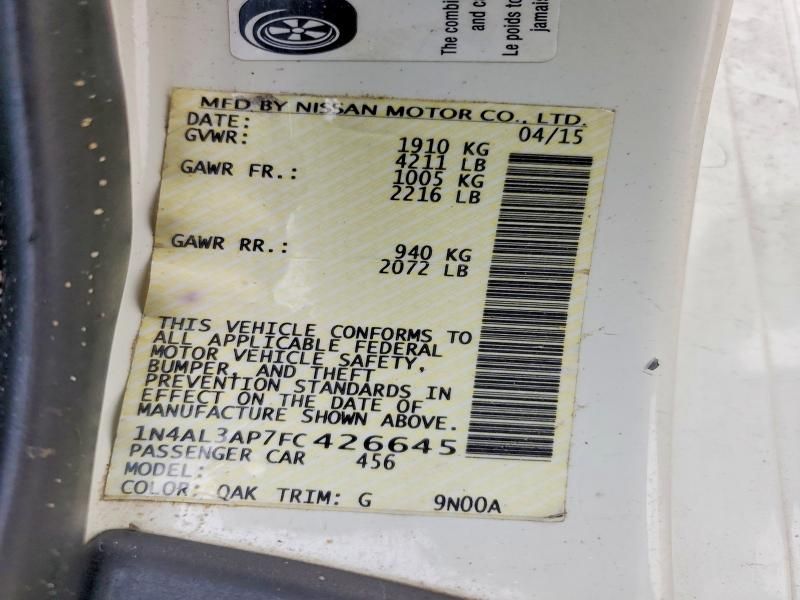 The combi
and c
Le poids to
jamais
MFD BY NISSAN MOTOR CO., LTD.
DATE: 04/15
GVWR: 1910 KG
4211 LB
GAWR FR.: 1005 KG
2216 LB
GAWR RR.: 940 KG
2072 LB
THIS VEHICLE CONFORMS TO
ALL APPLICABLE FEDERAL
MOTOR VEHICLE SAFETY,
BUMPER, AND THEFT
PREVENTION STANDARDS IN
EFFECT ON THE DATE OF
MANUFACTURE SHOWN ABOVE.
1N4AL3AP7FC426645
PASSENGER CAR 456
MODEL:
COLOR: QAK TRIM: G 9N00A